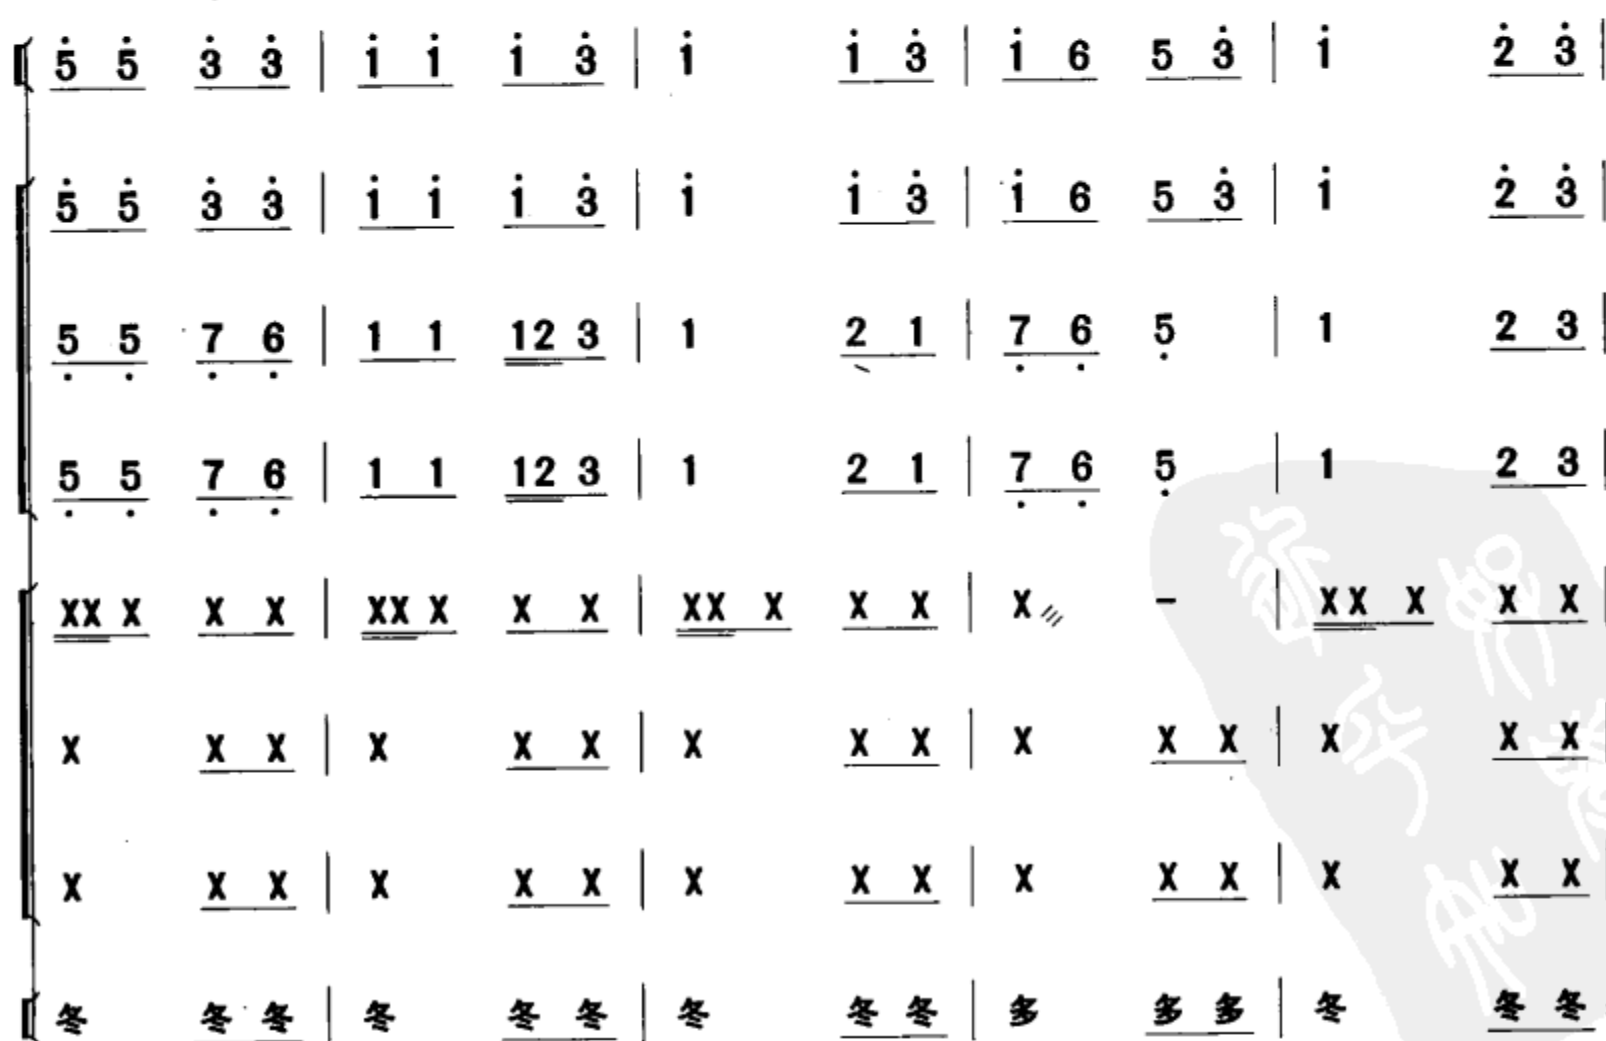 5̇ 5̇ 3̇ 3̇ | 1̇ 1̇ 1̇ 3̇ | 1̇ 1̇ 3̇ | 1̇ 6 5 3̇ | 1̇ 2̇ 3̇ |
5̇ 5̇ 3̇ 3̇ | 1̇ 1̇ 1̇ 3̇ | 1̇ 1̇ 3̇ | 1̇ 6 5 3̇ | 1̇ 2̇ 3̇ |
5̣ 5̣ 7̣ 6̣ | 1 1 12 3 | 1 2 1 | 7̣ 6̣ 5̣ | 1 2 3 |
5̣ 5̣ 7̣ 6̣ | 1 1 12 3 | 1 2 1 | 7̣ 6̣ 5̣ | 1 2 3 |
XX X X X | XX X X X | XX X X X | X /// - | XX X X X |
X X X | X X X | X X X | X X X | X X X |
X X X | X X X | X X X | X X X | X X X |
冬 冬 冬 | 冬 冬 冬 | 冬 冬 冬 | 多 多 多 | 冬 冬 冬